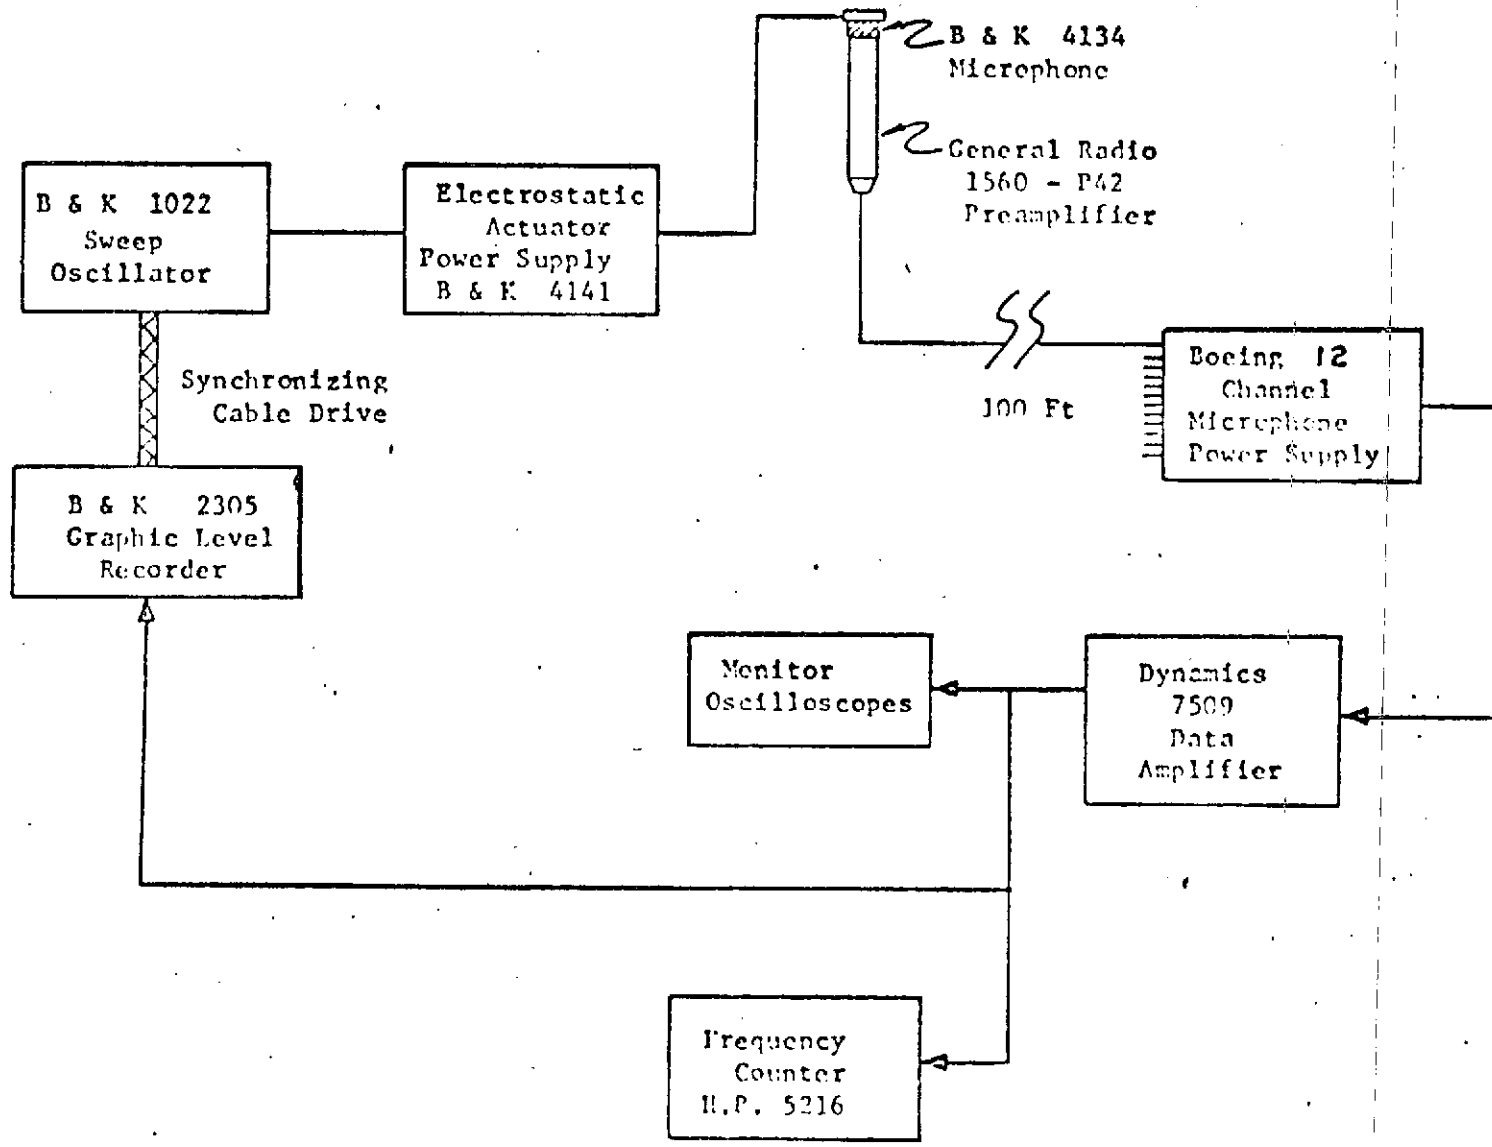 B & K 4134
Microphone
General Radio
1560 - P42
Preamplifier
B & K 1022
Sweep
Oscillator
Electrostatic
Actuator
Power Supply
B & K 4141
Synchronizing
Cable Drive
100 Ft
Boeing 12
Channel
Microphone
Power Supply
B & K 2305
Graphic Level
Recorder
Monitor
Oscilloscopes
Dynamics
7509
Data
Amplifier
Frequency
Counter
H.P. 5216